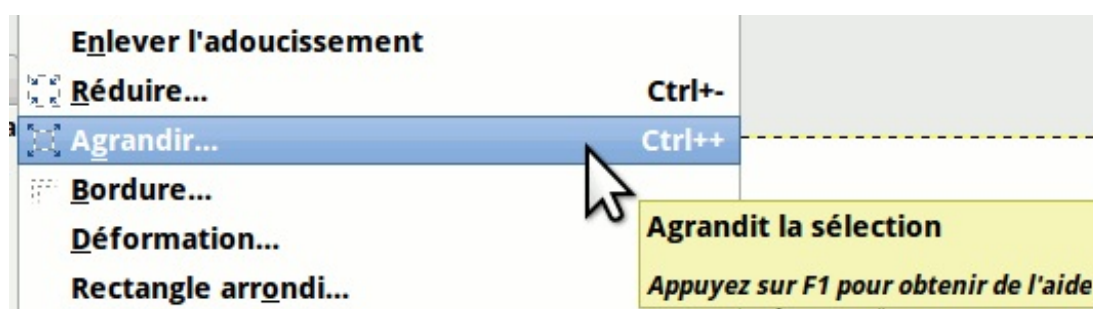 Enlever l'adoucissement
Réduire... Ctrl+-
Agrandir... Ctrl++
Bordure...
Déformation...
Rectangle arrondi...
Agrandit la sélection
Appuyez sur F1 pour obtenir de l'aide